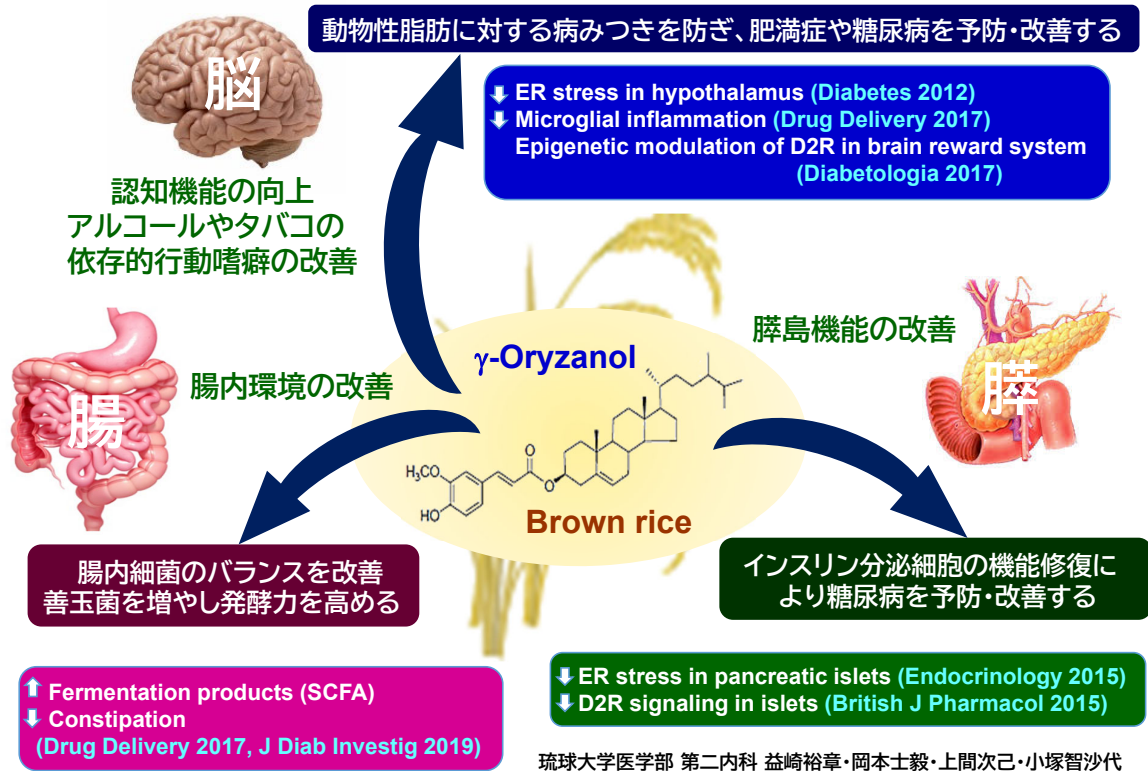 動物性脂肪に対する病みつきを防ぎ、肥満症や糖尿病を予防・改善する
脳
⬇ ER stress in hypothalamus (Diabetes 2012)
⬇ Microglial inflammation (Drug Delivery 2017)
Epigenetic modulation of D2R in brain reward system
(Diabetologia 2017)
認知機能の向上
アルコールやタバコの
依存的行動嗜癖の改善
腸
腸内環境の改善
膵島機能の改善
膵
γ-Oryzanol
H₃CO
HO
O
O
Brown rice
腸内細菌のバランスを改善
善玉菌を増やし発酵力を高める
インスリン分泌細胞の機能修復に
より糖尿病を予防・改善する
⬆ Fermentation products (SCFA)
⬇ Constipation
(Drug Delivery 2017, J Diab Investig 2019)
⬇ ER stress in pancreatic islets (Endocrinology 2015)
⬇ D2R signaling in islets (British J Pharmacol 2015)
琉球大学医学部 第二内科 益崎裕章・岡本士毅・上間次己・小塚智沙代